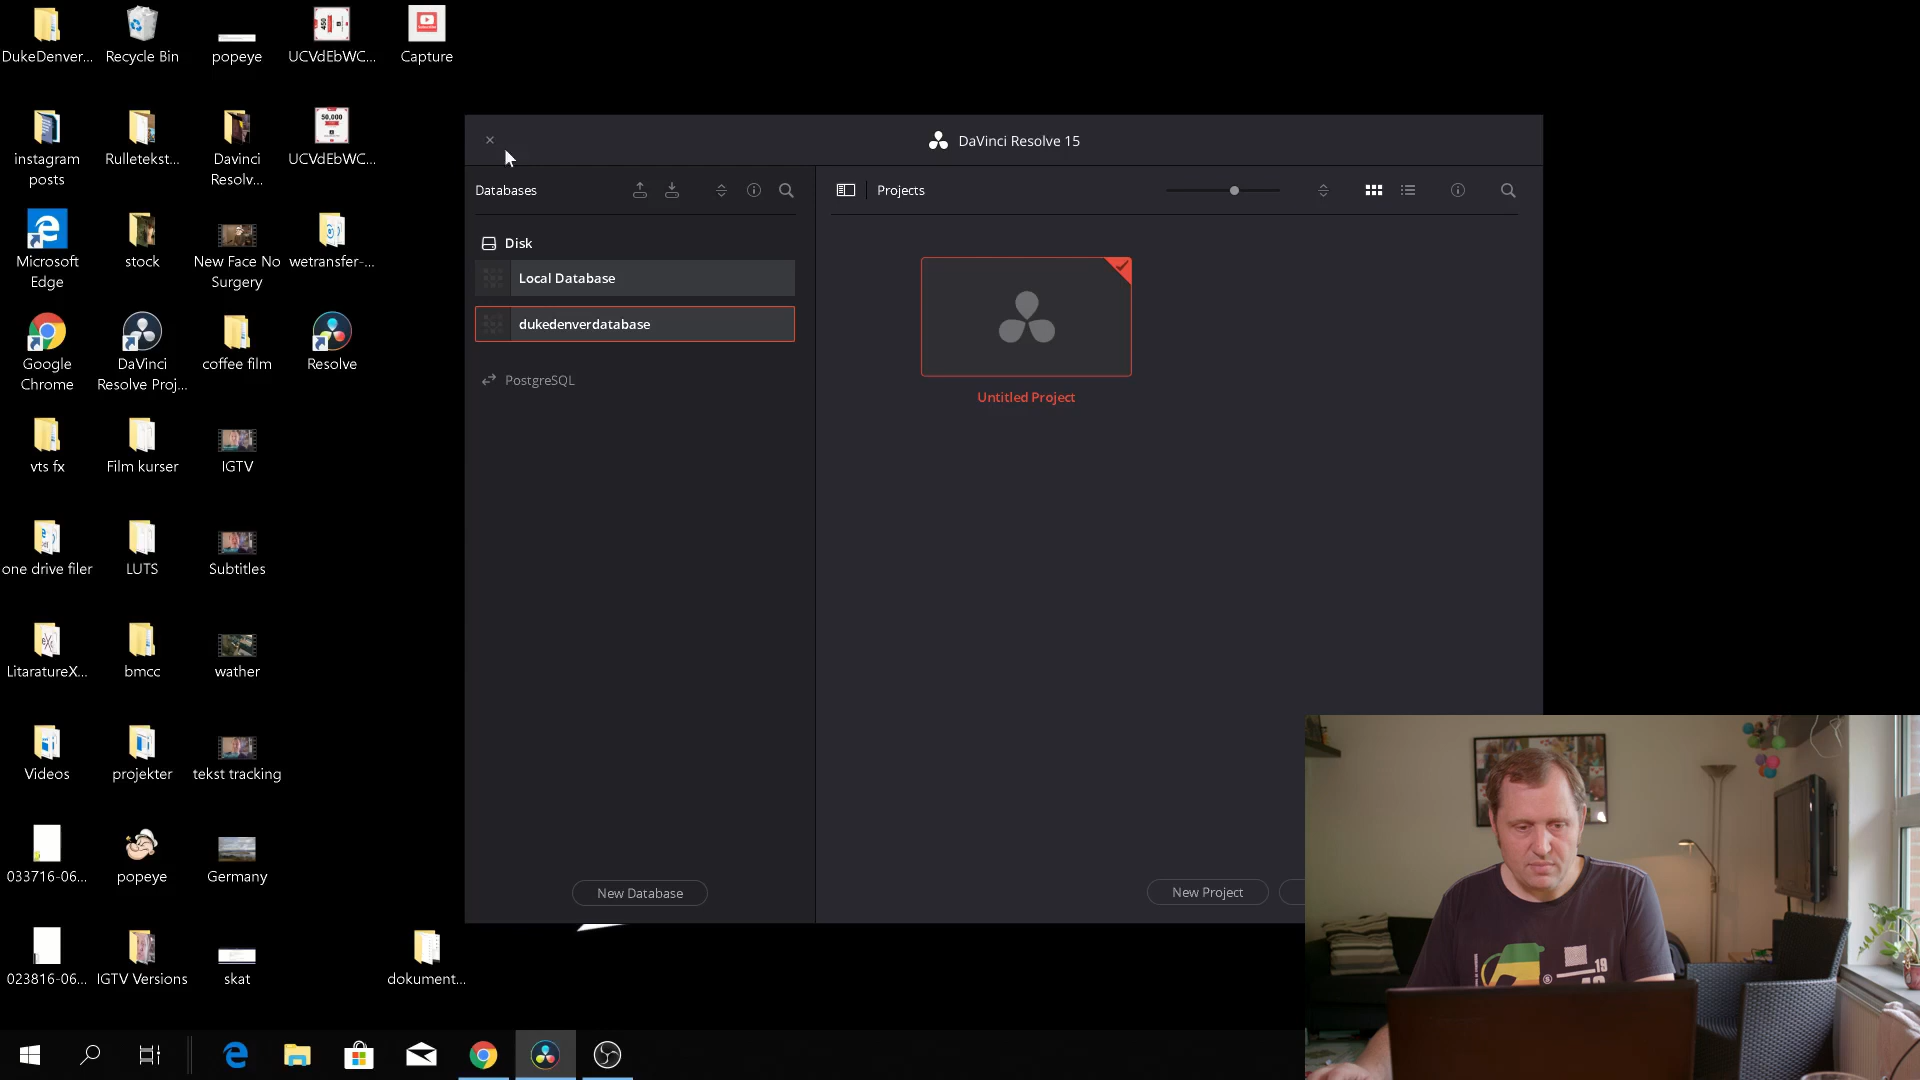 DukeDenver...
Recycle Bin
popeye
UCVdEbWC...
Capture
instagram
posts
Rulletekst...
Davinci
Resolv...
50.000
UCVdEbWC...
Microsoft
Edge
stock
New Face No
Surgery
wetransfer-...
Google
Chrome
DaVinci
Resolve Proj...
coffee film
Resolve
vts fx
Film kurser
IGTV
one drive filer
LUTS
Subtitles
LitaratureX...
bmcc
wather
Videos
projekter
tekst tracking
033716-06...
popeye
Germany
023816-06...
IGTV Versions
skat
dokument...
DaVinci Resolve 15
Databases
Disk
Local Database
dukedenverdatabase
PostgreSQL
New Database
Projects
Untitled Project
New Project
19